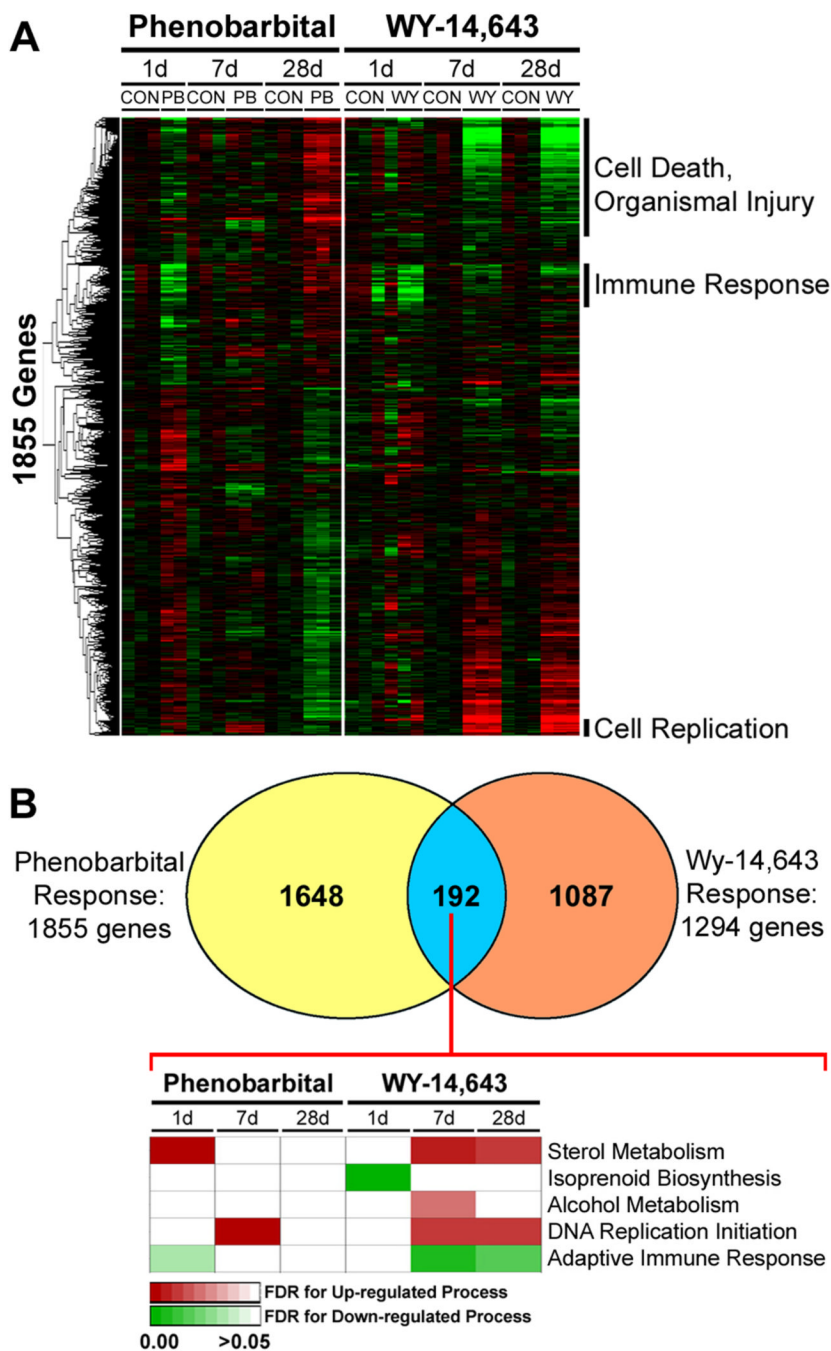 A
Phenobarbital WY-14,643
1d 7d 28d 1d 7d 28d
CON PB CON PB CON PB CON WY CON WY CON WY
1855 Genes
Cell Death,
Organismal Injury
Immune Response
Cell Replication
B
Phenobarbital
Response:
1855 genes
1648
192
1087
Wy-14,643
Response:
1294 genes
Phenobarbital WY-14,643
1d 7d 28d 1d 7d 28d
Sterol Metabolism
Isoprenoid Biosynthesis
Alcohol Metabolism
DNA Replication Initiation
Adaptive Immune Response
FDR for Up-regulated Process
FDR for Down-regulated Process
0.00 >0.05